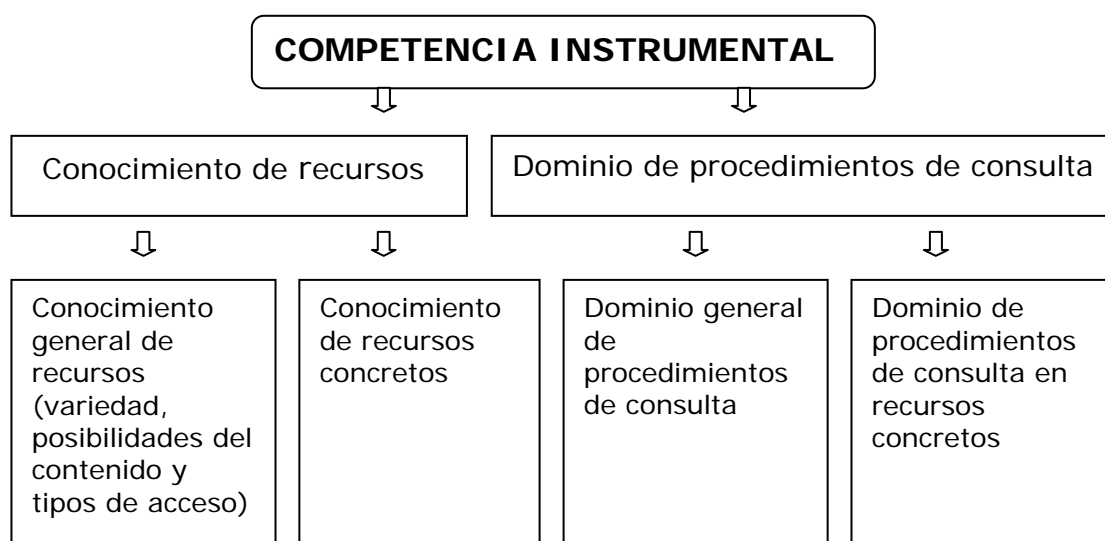 COMPETENCIA INSTRUMENTAL
Conocimiento de recursos
Dominio de procedimientos de consulta
Conocimiento
general de
recursos
(variedad,
posibilidades del
contenido y
tipos de acceso)
Conocimiento
de recursos
concretos
Dominio general
de
procedimientos
de consulta
Dominio de
procedimientos
de consulta en
recursos
concretos